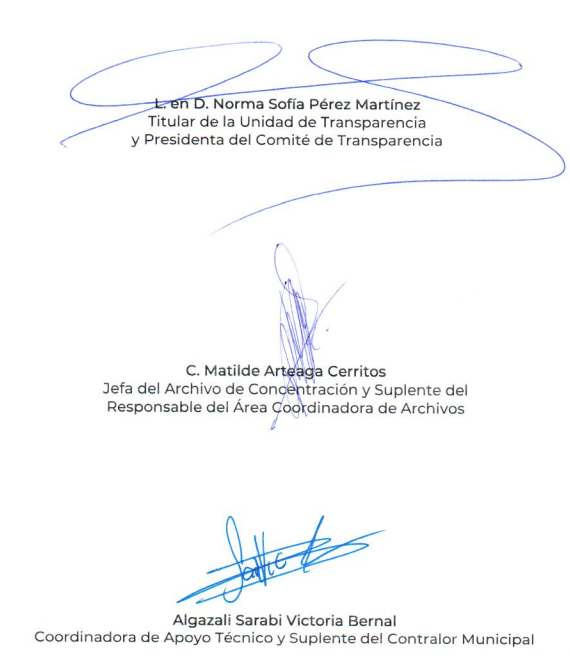 L. en D. Norma Sofía Pérez Martínez
Titular de la Unidad de Transparencia
y Presidenta del Comité de Transparencia
C. Matilde Arteaga Cerritos
Jefa del Archivo de Concentración y Suplente del
Responsable del Área Coordinadora de Archivos
Algazali Sarabi Victoria Bernal
Coordinadora de Apoyo Técnico y Suplente del Contralor Municipal